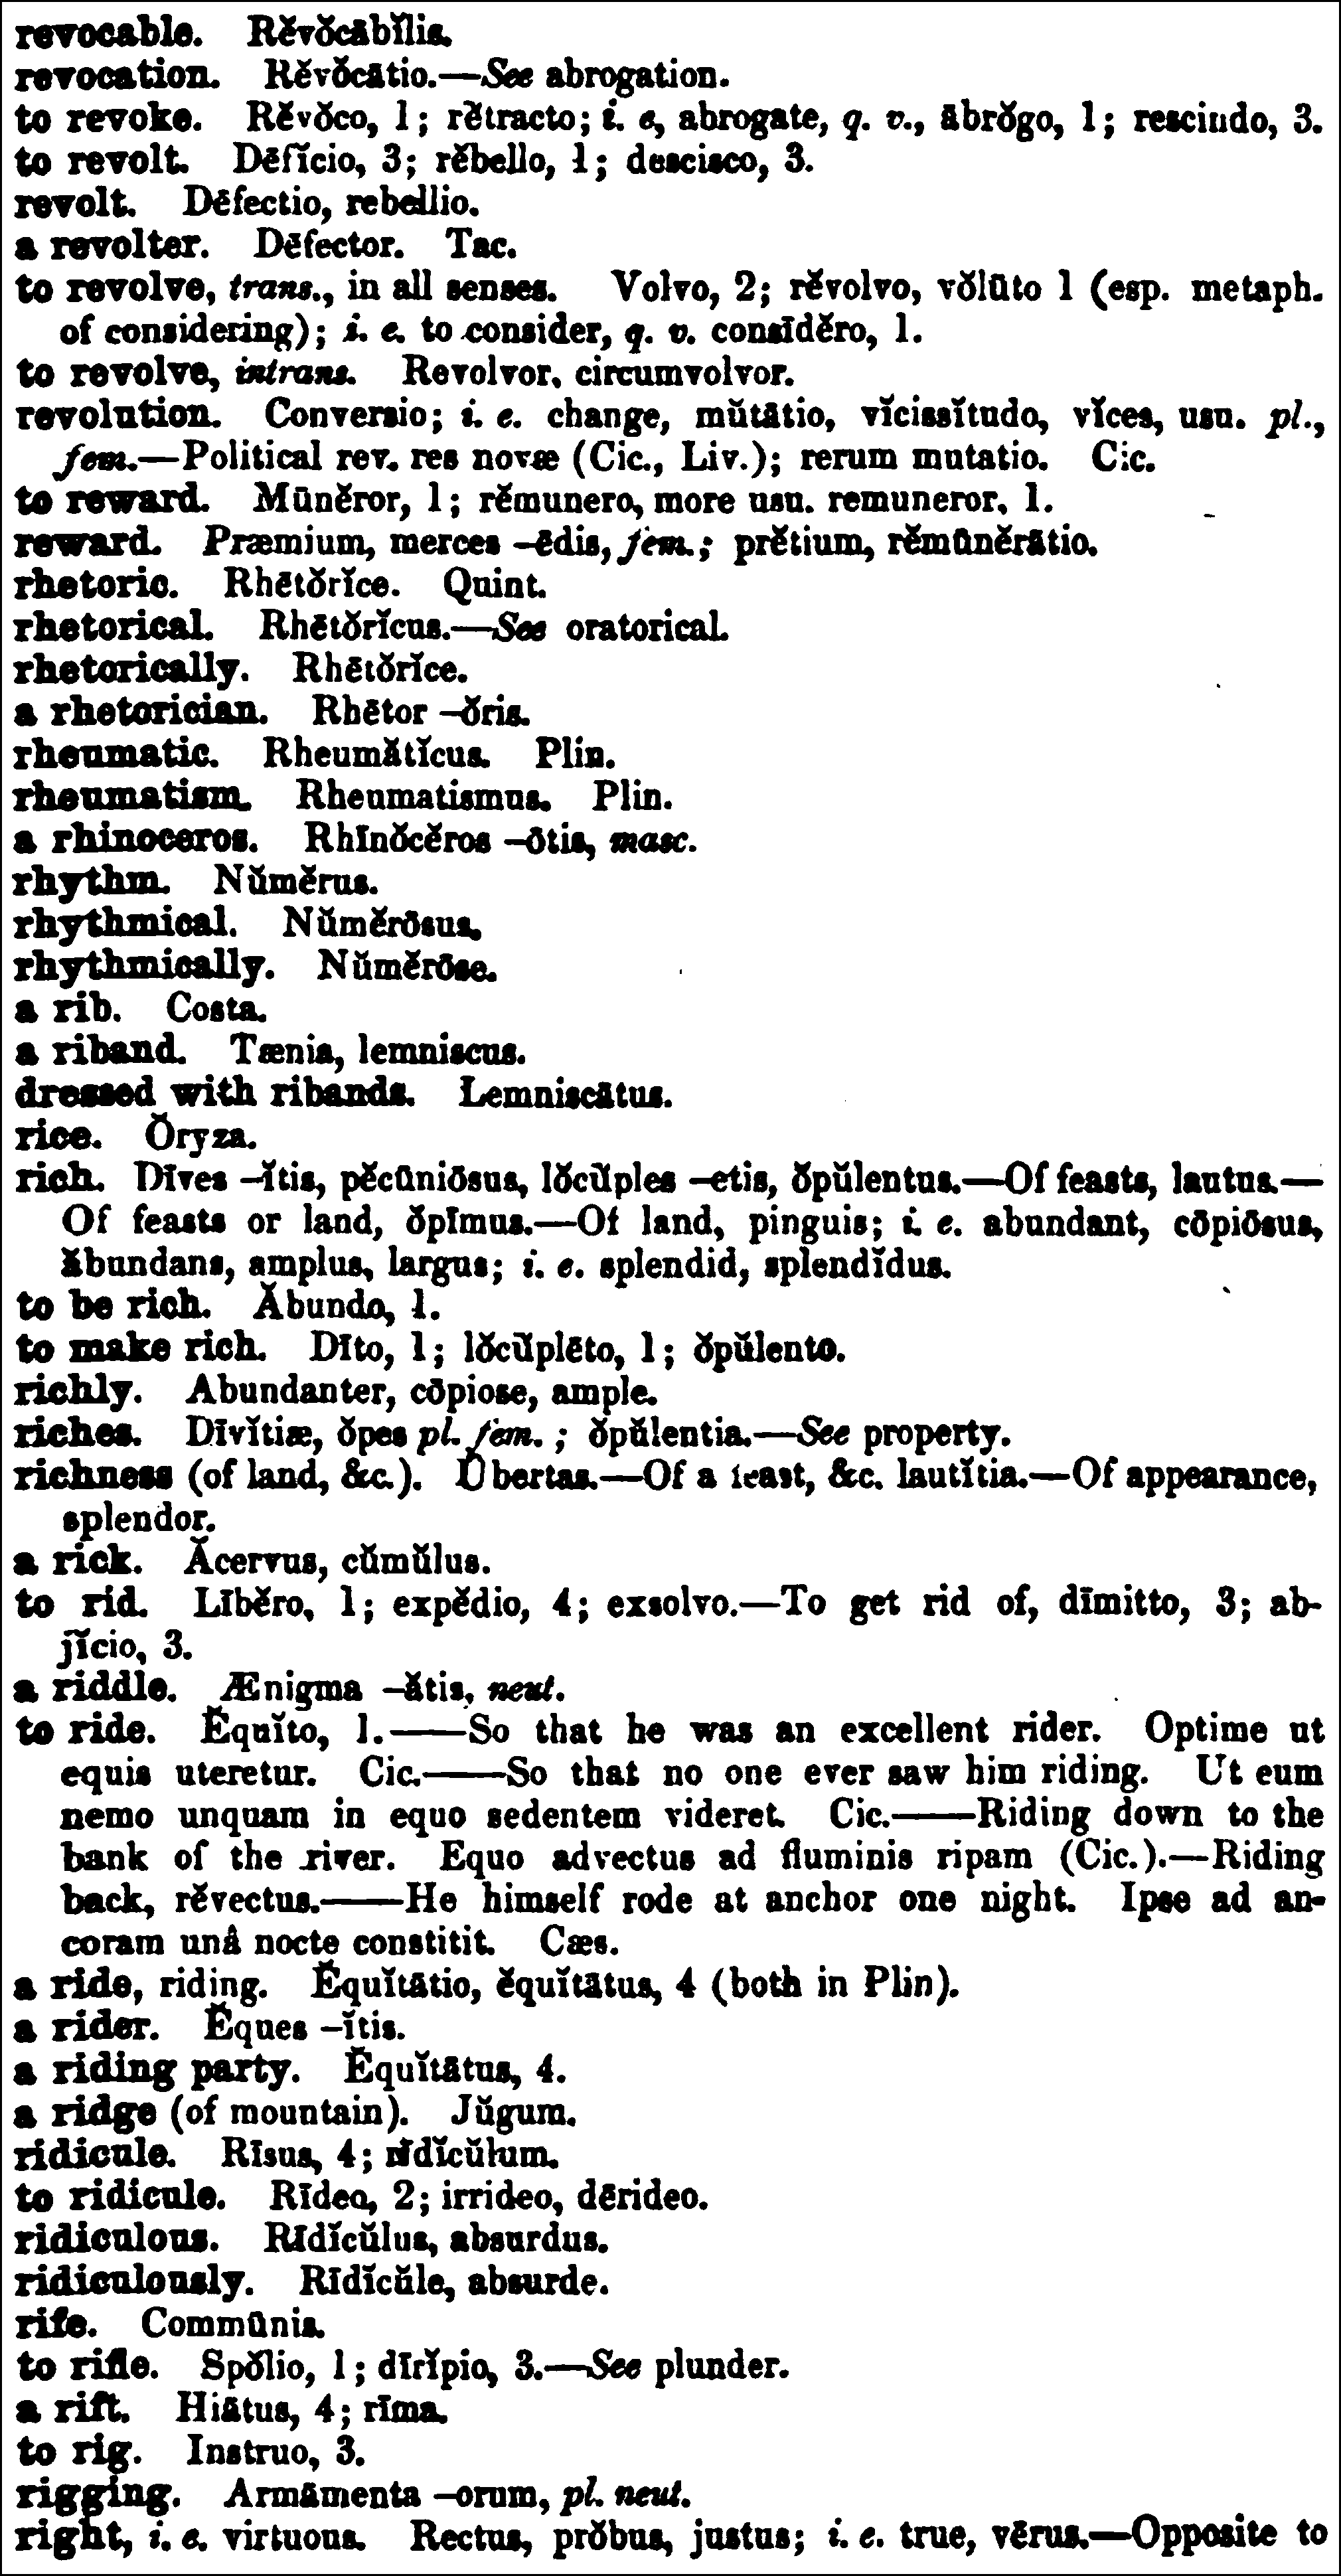 revocable. Rĕvŏcābĭlis.
revocation. Rĕvŏcātio.—See abrogation.
to revoke. Rĕvŏco, 1; rĕtracto; i. e, abrogate, q. v., ābrŏgo, 1; rescindo, 3.
to revolt. Dēfĭcio, 3; rĕbello, 1; descisco, 3.
revolt. Dēfectio, rebellio.
a revolter. Dēfector. Tac.
to revolve, trans., in all senses. Volvo, 2; rĕvolvo, vŏlūto 1 (esp. metaph.
of considering); i. e. to consider, q. v. consīdĕro, 1.
to revolve, intrans. Revolvor, circumvolvor.
revolution. Conversio; i. e. change, mŭtātio, vĭcissĭtudo, vĭces, usu. pl.,
fem.—Political rev. res novæ (Cic., Liv.); rerum mutatio. Cic.
to reward. Mūnĕror, 1; rĕmunero, more usu. remuneror, 1.
reward. Præmium, merces –ēdis, fem.; prĕtium, rĕmūnĕrātio.
rhetoric. Rhētŏrĭce. Quint.
rhetorical. Rhētŏrĭcus.—See oratorical.
rhetorically. Rhētŏrĭce.
a rhetorician. Rhētor –ŏris.
rheumatic. Rheumătĭcus. Plin.
rheumatism. Rheumatismus. Plin.
a rhinoceros. Rhīnŏcĕros –ōtis, masc.
rhythm. Nŭmĕrus.
rhythmical. Nŭmĕrōsus.
rhythmically. Nŭmĕrōse.
a rib. Costa.
a riband. Tænia, lemniscus.
dressed with ribands. Lemniscātus.
rice. Ŏryza.
rich. Dīves –ĭtis, pĕcūniōsus, lŏcŭples –etis, ŏpŭlentus.—Of feasts, lautus.—
Of feasts or land, ŏpīmus.—Of land, pinguis; i. e. abundant, cōpiōsus,
ăbundans, amplus, largus; i. e. splendid, splendĭdus.
to be rich. Ăbundo, 1.
to make rich. Dīto, 1; lŏcŭplēto, 1; ŏpŭlento.
richly. Abundanter, cōpiose, ample.
riches. Dīvĭtiæ, ŏpes pl. fem.; ŏpŭlentia.—See property.
richness (of land, &c.). Ūbertas.—Of a feast, &c. lautĭtia.—Of appearance,
splendor.
a rick. Ăcervus, cŭmŭlus.
to rid. Lībĕro, 1; expĕdio, 4; exsolvo.—To get rid of, dīmitto, 3; ab-
jĭcio, 3.
a riddle. Ænigma –ătis, neut.
to ride. Ĕquĭto, 1.——So that he was an excellent rider. Optime ut
equis uteretur. Cic.——So that no one ever saw him riding. Ut eum
nemo unquam in equo sedentem videret. Cic.——Riding down to the
bank of the river. Equo advectus ad fluminis ripam (Cic.).—Riding
back, rĕvectus.——He himself rode at anchor one night. Ipse ad an-
coram unâ nocte constitit. Cæs.
a ride, riding. Ĕquĭtātio, ĕquĭtātus, 4 (both in Plin).
a rider. Ĕques –ĭtis.
a riding party. Ĕquĭtātus, 4.
a ridge (of mountain). Jŭgum.
ridicule. Rīsus, 4; rīdĭcŭlum.
to ridicule. Rīdeo, 2; irrideo, dērideo.
ridiculous. Rīdĭcŭlus, absurdus.
ridiculously. Rīdĭcŭle, absurde.
rife. Commūnis.
to rifle. Spŏlio, 1; dīrĭpio, 3.—See plunder.
a rift. Hiātus, 4; rīma.
to rig. Instruo, 3.
rigging. Armāmenta –orum, pl. neut.
right, i. e. virtuous. Rectus, prŏbus, justus; i. e. true, vērus.—Opposite to